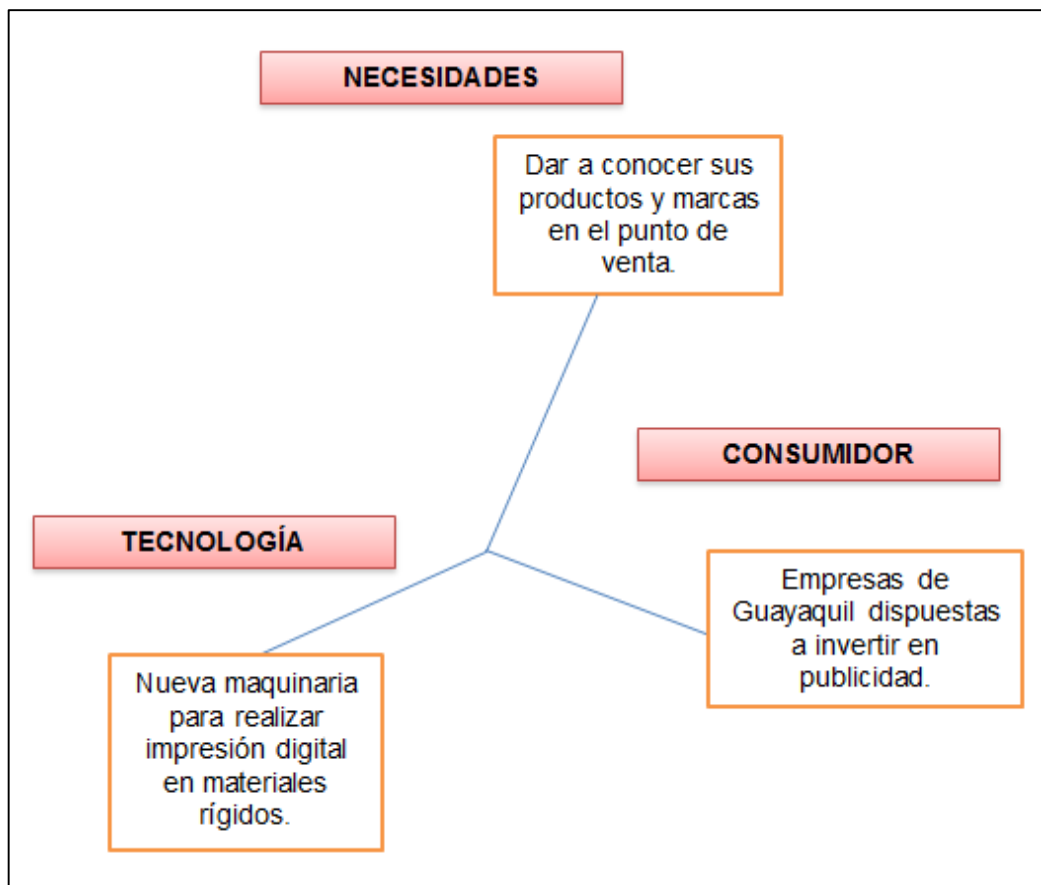 NECESIDADES
Dar a conocer sus
productos y marcas
en el punto de
venta.
CONSUMIDOR
Empresas de
Guayaquil dispuestas
a invertir en
publicidad.
TECNOLOGÍA
Nueva maquinaria
para realizar
impresión digital
en materiales
rígidos.